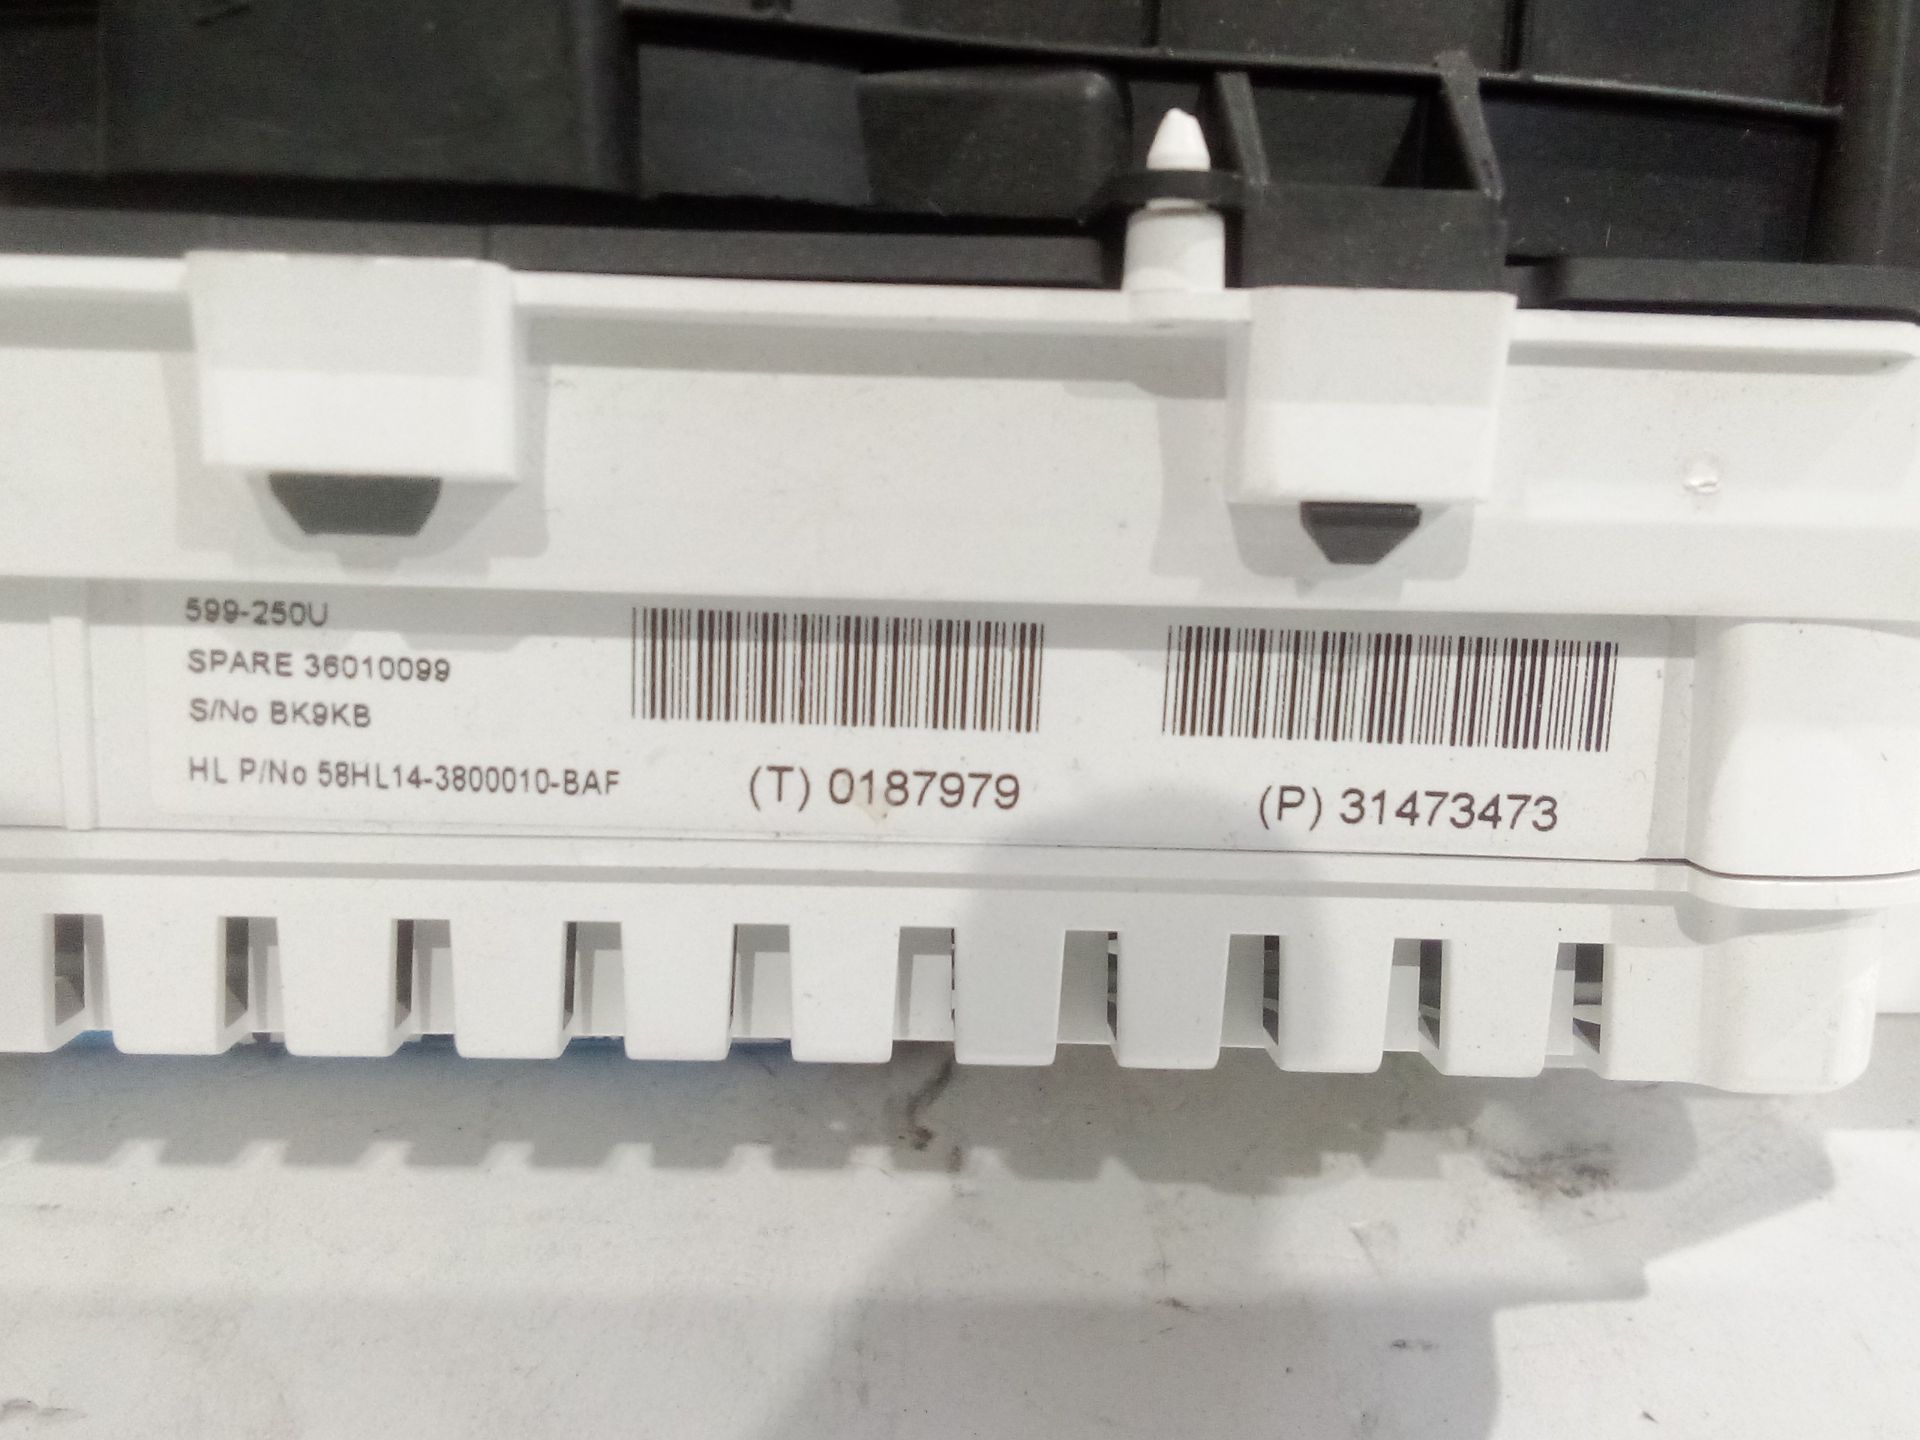 599-250U
SPARE 36010099
S/No BK9KB
HL P/No 58HL14-3800010-BAF
(T) 0187979
(P) 31473473